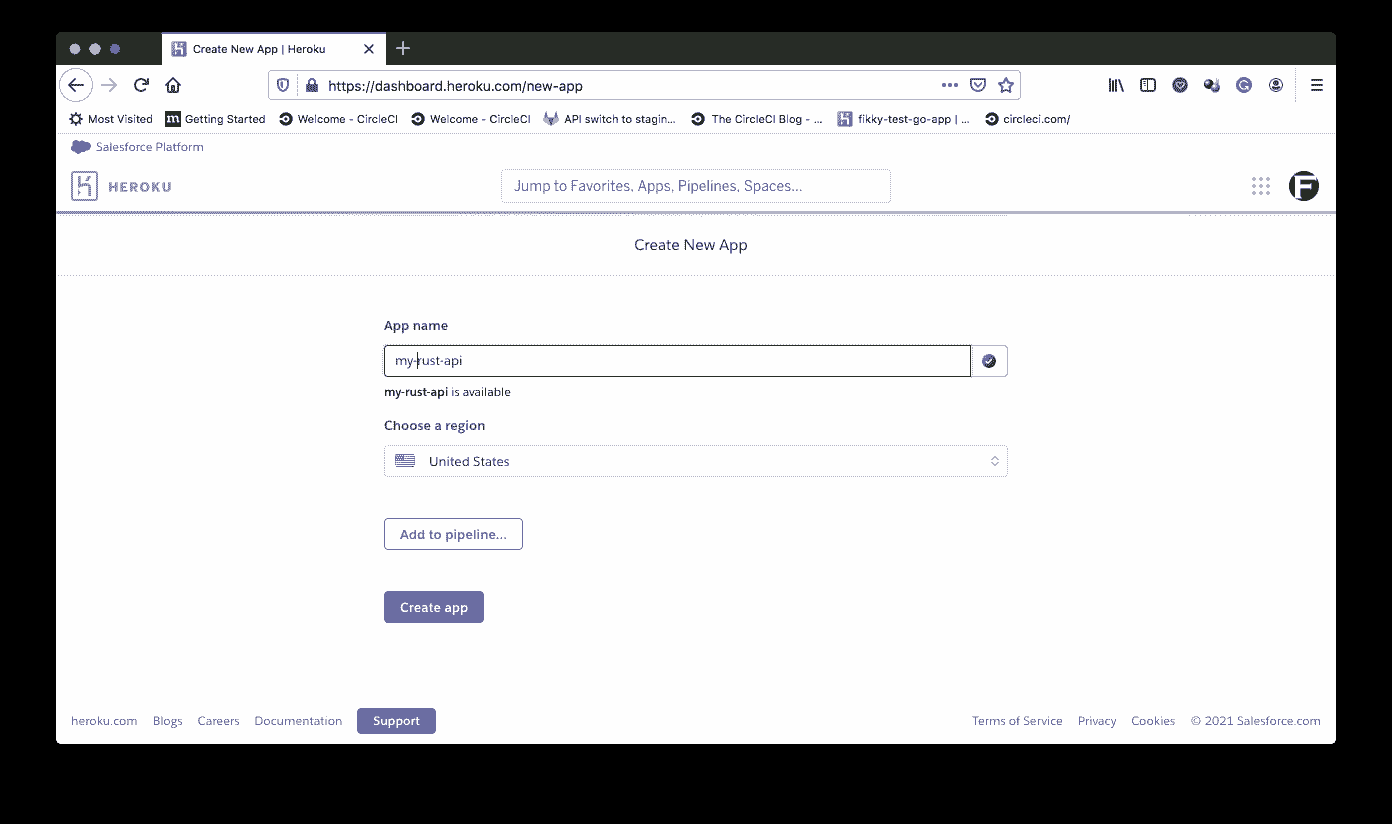 Create New App | Heroku
https://dashboard.heroku.com/new-app
Most Visited Getting Started Welcome - CircleCI Welcome - CircleCI API switch to stagin... The CircleCI Blog - ... fikky-test-go-app | ... circleci.com/
Salesforce Platform
HEROKU Jump to Favorites, Apps, Pipelines, Spaces... F
Create New App
App name
my-rust-api
my-rust-api is available
Choose a region
United States
Add to pipeline...
Create app
heroku.com Blogs Careers Documentation Support Terms of Service Privacy Cookies © 2021 Salesforce.com